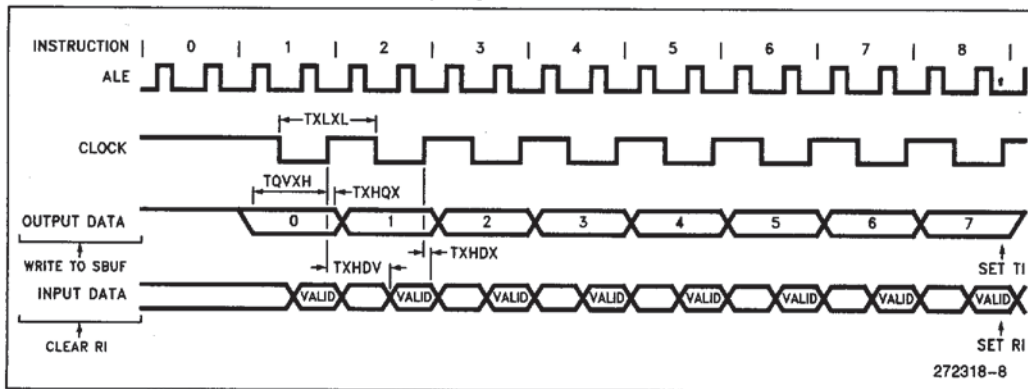 INSTRUCTION | 0 | 1 | 2 | 3 | 4 | 5 | 6 | 7 | 8 |
ALE
TXLXL
CLOCK
TQVXH TXHQX
OUTPUT DATA 0 1 2 3 4 5 6 7
WRITE TO SBUF TXHDV TXHDX SET TI
INPUT DATA VALID VALID VALID VALID VALID VALID VALID VALID
CLEAR RI SET RI
272318-8